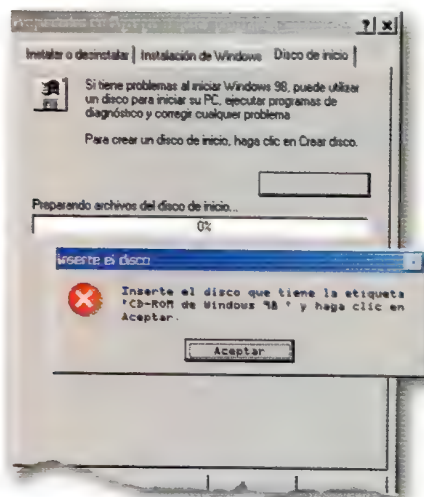 Instalar o desinstalar Instalación de Windows Disco de inicio
Si tiene problemas al iniciar Windows 98, puede utilizar
un disco para iniciar su PC, ejecutar programas de
diagnóstico y corregir cualquier problema
Para crear un disco de inicio, haga clic en Crear disco.
Preparando archivos del disco de inicio...
0%
Inserte el disco
Inserte el disco que tiene la etiqueta
'CD-ROM de Windows 98 ' y haga clic en
Aceptar.
Aceptar